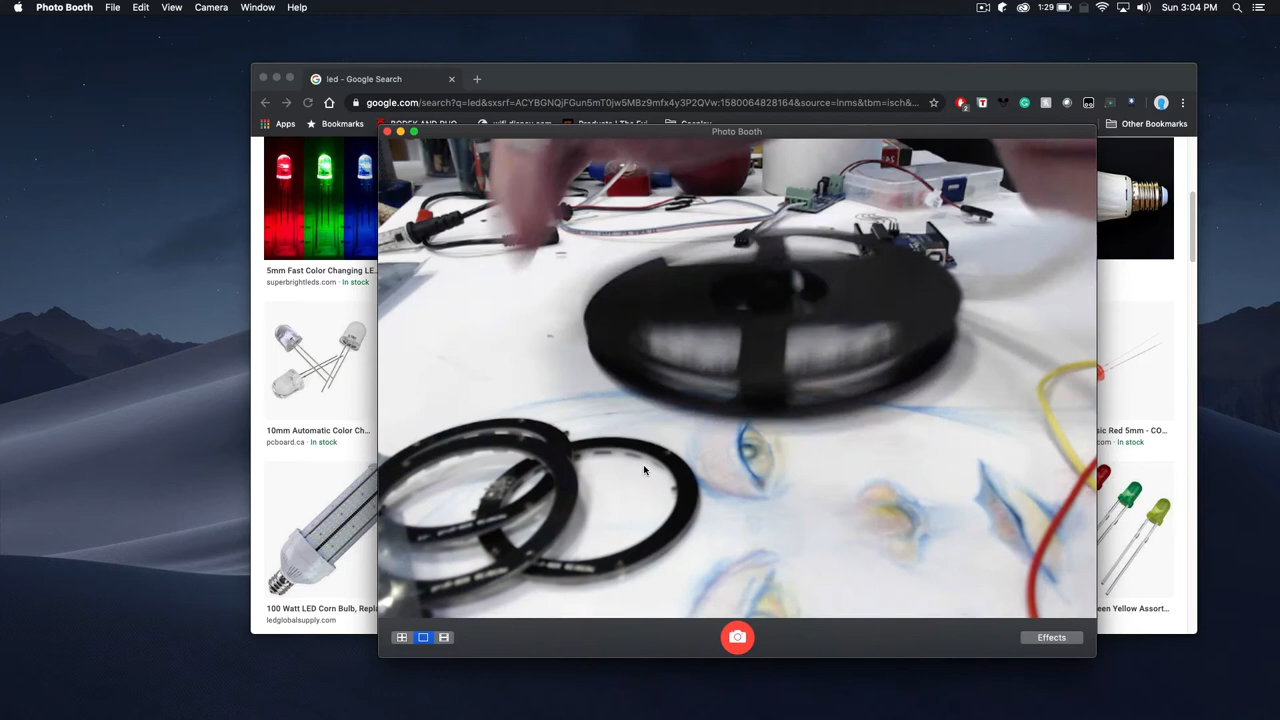 Photo Booth File Edit View Camera Window Help 1:29 Sun 3:04 PM
led - Google Search
google.com/search?q=led&sxsrf=ACYBGNQjFGun5mT0jw5MBz9mfx4y3P2QVw:1580064828164&source=lnms&tbm=isch&...
Apps Bookmarks Other Bookmarks
Photo Booth
5mm Fast Color Changing LE...
superbrightleds.com · In stock
10mm Automatic Color Ch...
pcboard.ca · In stock
sic Red 5mm - CO...
com · In stock
100 Watt LED Corn Bulb, Repla
ledglobalsupply.com
een Yellow Assort...
In stock
Effects